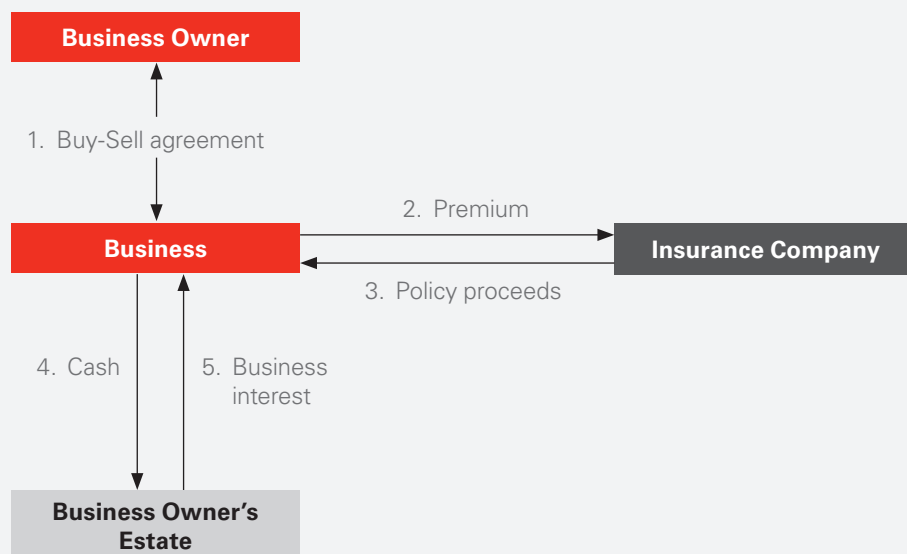 Business Owner
1. Buy-Sell agreement
2. Premium
Business
Insurance Company
3. Policy proceeds
4. Cash
5. Business
interest
Business Owner’s
Estate